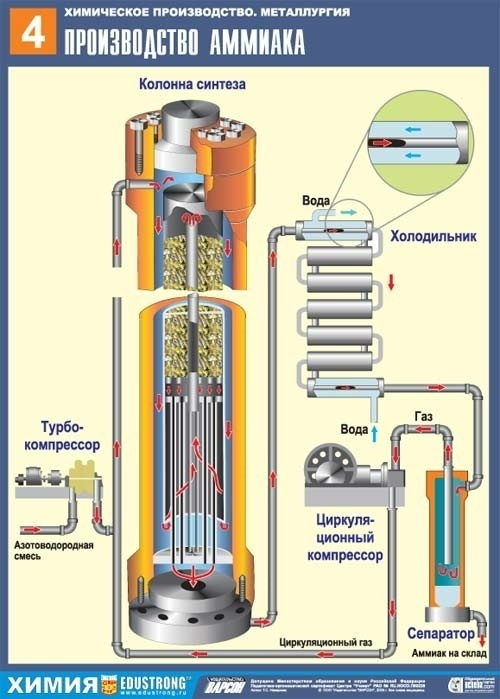 4
ХИМИЧЕСКОЕ ПРОИЗВОДСТВО. МЕТАЛЛУРГИЯ
ПРОИЗВОДСТВО АММИАКА
Колонна синтеза
Вода
Холодильник
Турбо-
компрессор
Вода
Газ
Азотоводородная
смесь
Циркуля-
ционный
компрессор
Сепаратор
Циркуляционный газ
Аммиак на склад
ХИМИЯ
EDUSTRONG
www.edustrong.ru
ВАРСОН